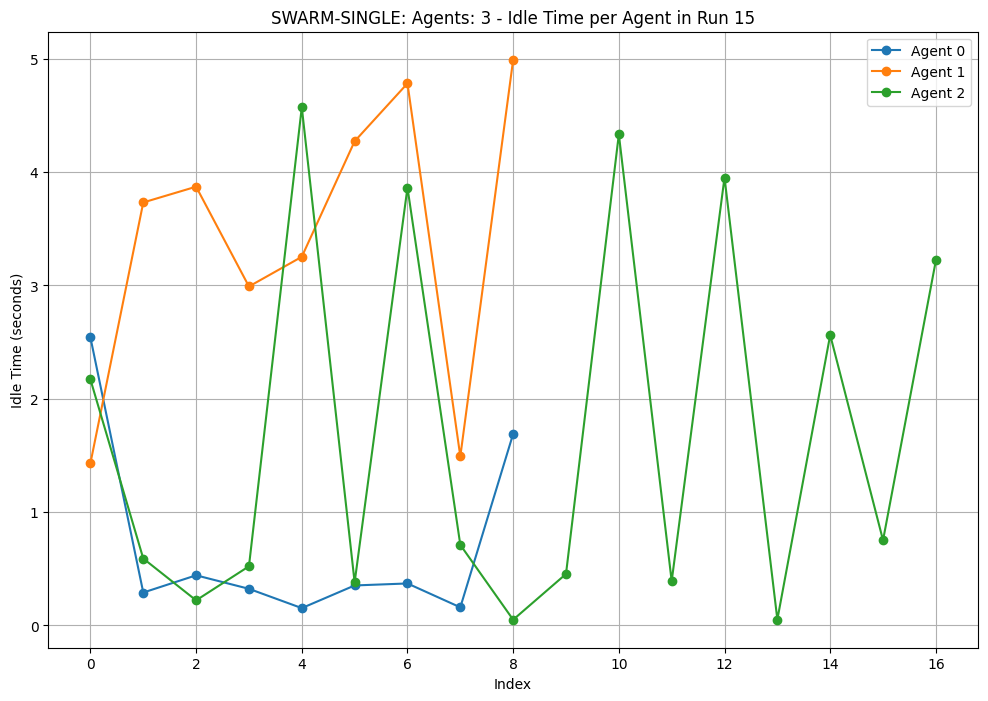 SWARM-SINGLE: Agents: 3 - Idle Time per Agent in Run 15
Agent 0
Agent 1
Agent 2
Idle Time (seconds)
5
4
3
2
1
0
0 2 4 6 8 10 12 14 16
Index